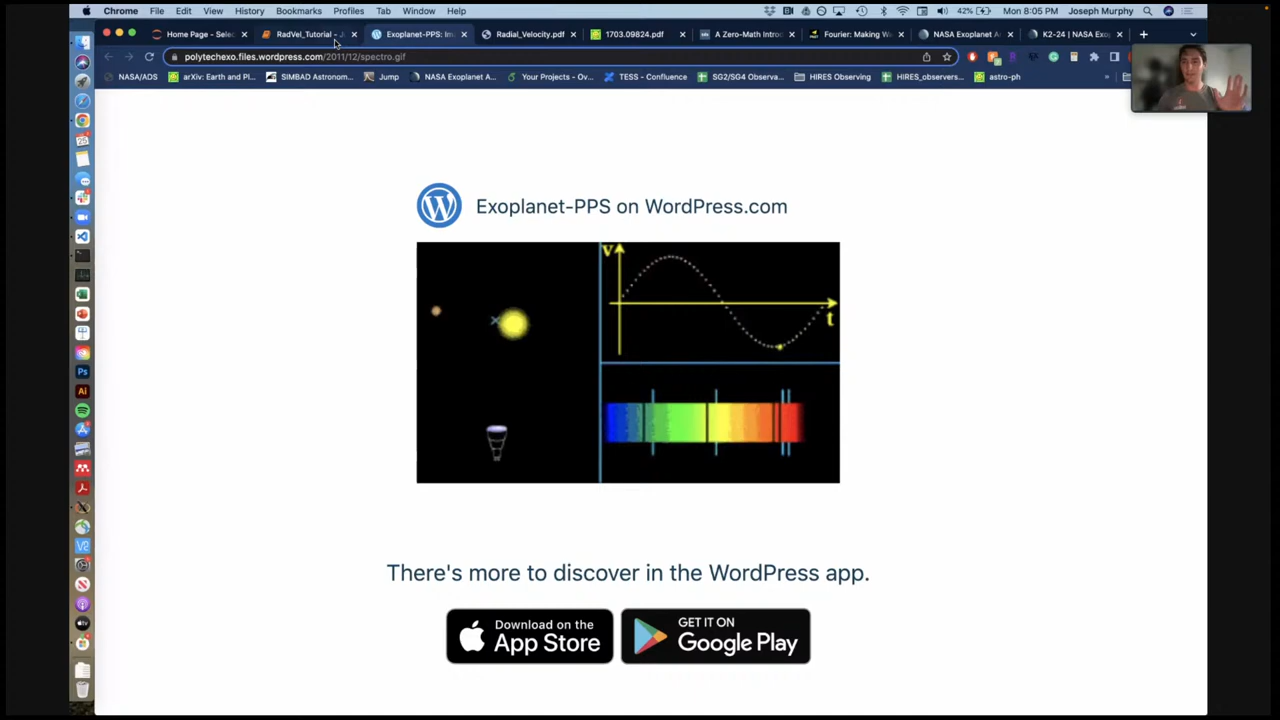 Chrome File Edit View History Bookmarks Profiles Tab Window Help 42% Mon 8:05 PM Joseph Murphy
Home Page - Selec RadVel_Tutorial - J Exoplanet-PPS: Im Radial_Velocity.pdf 1703.09824.pdf A Zero-Math Introd Fourier: Making W NASA Exoplanet Ar K2-24 | NASA Exop
polytechexo.files.wordpress.com/2011/12/spectro.gif
NASA/ADS arXiv: Earth and Pl... SIMBAD Astronom... Jump NASA Exoplanet A... Your Projects - Ov... TESS - Confluence SG2/SG4 Observa... HIRES Observing HIRES_observers... astro-ph »
Exoplanet-PPS on WordPress.com
V
t
There's more to discover in the WordPress app.
Download on the
App Store
GET IT ON
Google Play